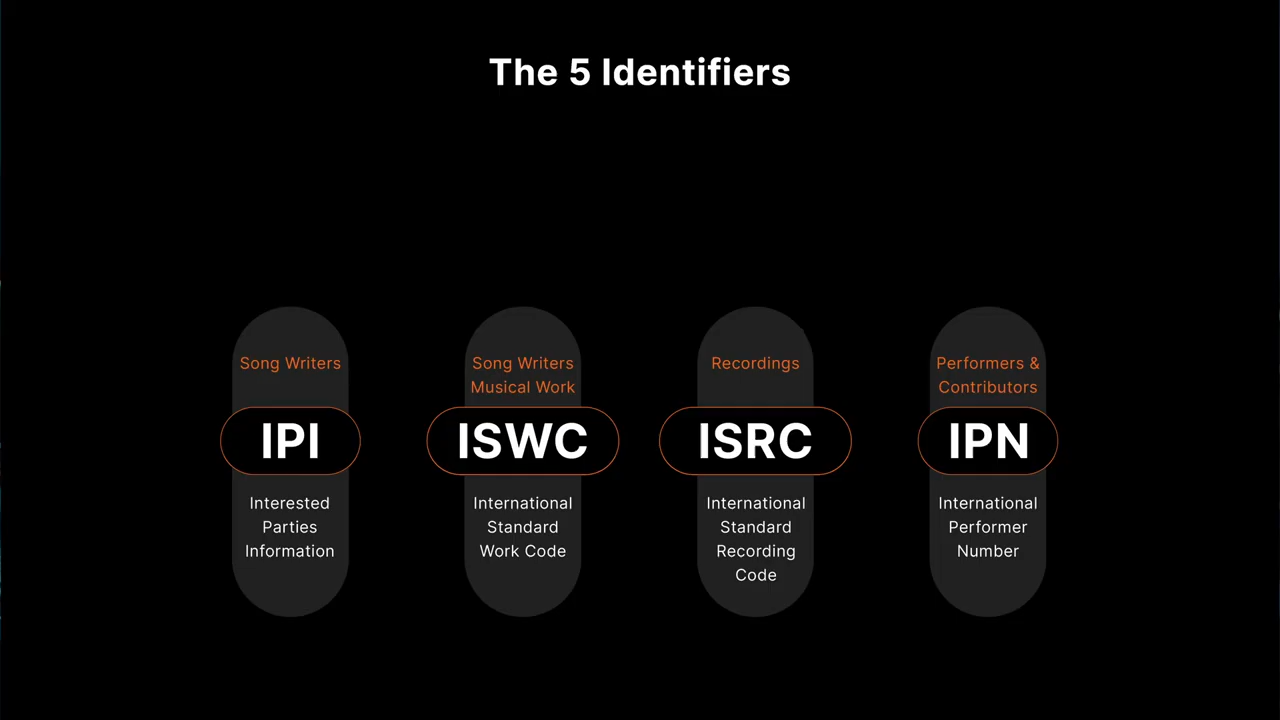 The 5 Identifiers
Song Writers
IPI
Interested
Parties
Information
Song Writers
Musical Work
ISWC
International
Standard
Work Code
Recordings
ISRC
International
Standard
Recording
Code
Performers &
Contributors
IPN
International
Performer
Number